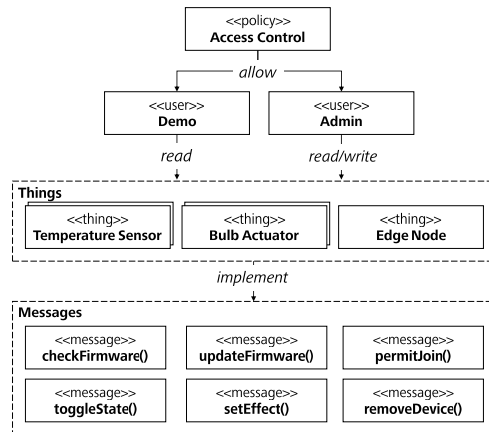 <<policy>>
Access Control
allow
<<user>>
Demo
<<user>>
Admin
read
read/write
Things
<<thing>>
Temperature Sensor
<<thing>>
Bulb Actuator
<<thing>>
Edge Node
implement
Messages
<<message>>
checkFirmware()
<<message>>
updateFirmware()
<<message>>
permitJoin()
<<message>>
toggleState()
<<message>>
setEffect()
<<message>>
removeDevice()